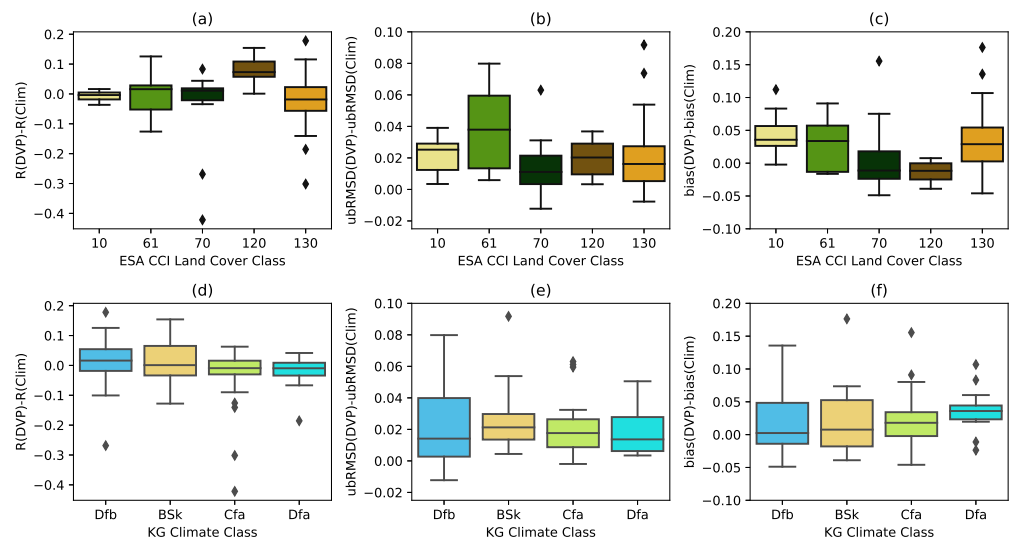 (a)
R(DVP)-R(Clim)
0.2
0.1
0.0
−0.1
−0.2
−0.3
−0.4
10 61 70 120 130
ESA CCI Land Cover Class
(b)
ubRMSD(DVP)-ubRMSD(Clim)
0.10
0.08
0.06
0.04
0.02
0.00
−0.02
10 61 70 120 130
ESA CCI Land Cover Class
(c)
bias(DVP)-bias(Clim)
0.20
0.15
0.10
0.05
0.00
−0.05
−0.10
10 61 70 120 130
ESA CCI Land Cover Class
(d)
R(DVP)-R(Clim)
0.2
0.1
0.0
−0.1
−0.2
−0.3
−0.4
Dfb BSk Cfa Dfa
KG Climate Class
(e)
ubRMSD(DVP)-ubRMSD(Clim)
0.10
0.08
0.06
0.04
0.02
0.00
−0.02
Dfb BSk Cfa Dfa
KG Climate Class
(f)
bias(DVP)-bias(Clim)
0.20
0.15
0.10
0.05
0.00
−0.05
−0.10
Dfb BSk Cfa Dfa
KG Climate Class